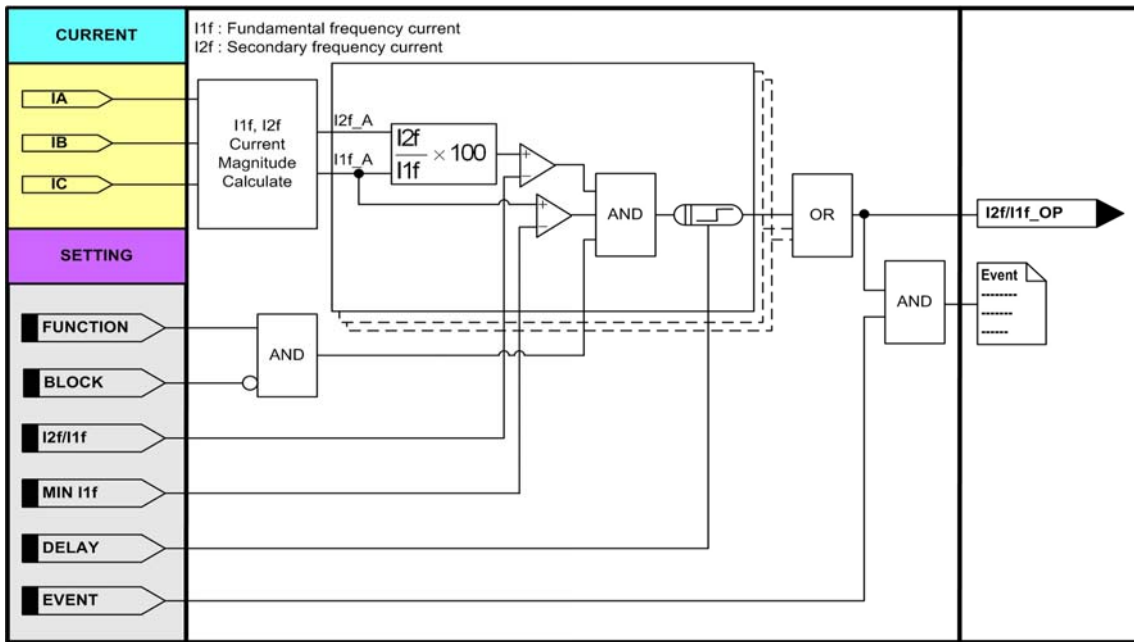 CURRENT
I1f : Fundamental frequency current
I2f : Secondary frequency current
IA
IB
IC
I1f, I2f
Current
Magnitude
Calculate
I2f_A
I1f_A
I2f
I1f
× 100
+
−
+
−
AND
OR
I2f/I1f_OP
SETTING
Event
--------
-------
------
AND
FUNCTION
AND
BLOCK
I2f/I1f
MIN I1f
DELAY
EVENT